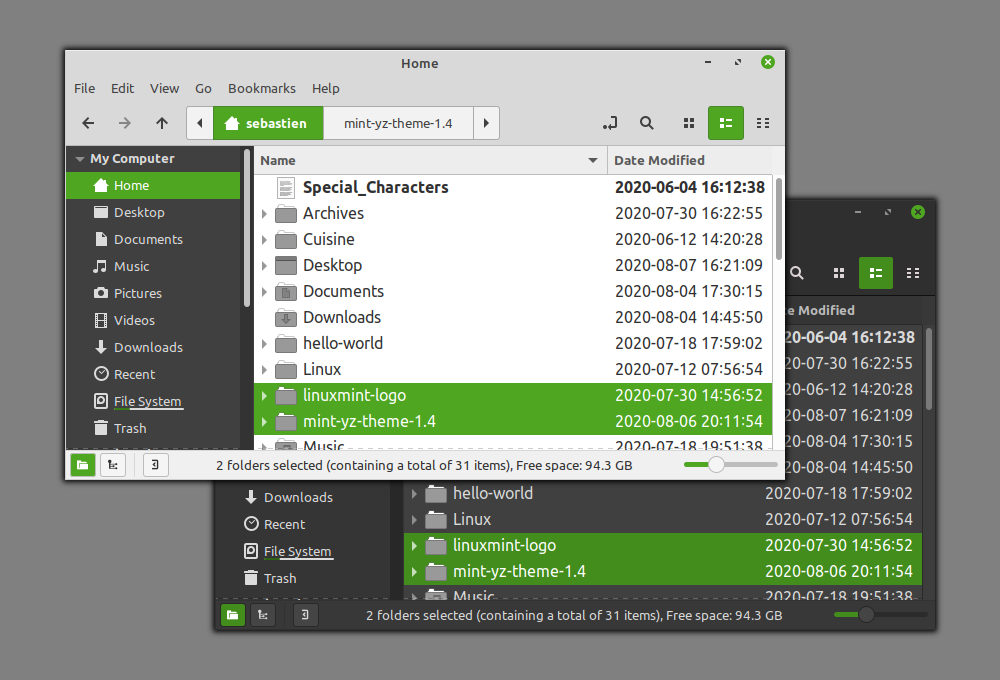 Home
File Edit View Go Bookmarks Help
sebastien mint-yz-theme-1.4
My Computer
Home
Desktop
Documents
Music
Pictures
Videos
Downloads
Recent
File System
Trash
Name Date Modified
Special_Characters 2020-06-04 16:12:38
Archives 2020-07-30 16:22:55
Cuisine 2020-06-12 14:20:28
Desktop 2020-08-07 16:21:09
Documents 2020-08-04 17:30:15
Downloads 2020-08-04 14:45:50
hello-world 2020-07-18 17:59:02
Linux 2020-07-12 07:56:54
linuxmint-logo 2020-07-30 14:56:52
mint-yz-theme-1.4 2020-08-06 20:11:54
Music 2020-07-18 19:51:38
2 folders selected (containing a total of 31 items), Free space: 94.3 GB
e Modified
20-06-04 16:12:38
20-07-30 16:22:55
20-06-12 14:20:28
20-08-07 16:21:09
20-08-04 17:30:15
20-08-04 14:45:50
Downloads
Recent
File System
Trash
hello-world 2020-07-18 17:59:02
Linux 2020-07-12 07:56:54
linuxmint-logo 2020-07-30 14:56:52
mint-yz-theme-1.4 2020-08-06 20:11:54
Music 2020-07-18 19:51:38
2 folders selected (containing a total of 31 items), Free space: 94.3 GB